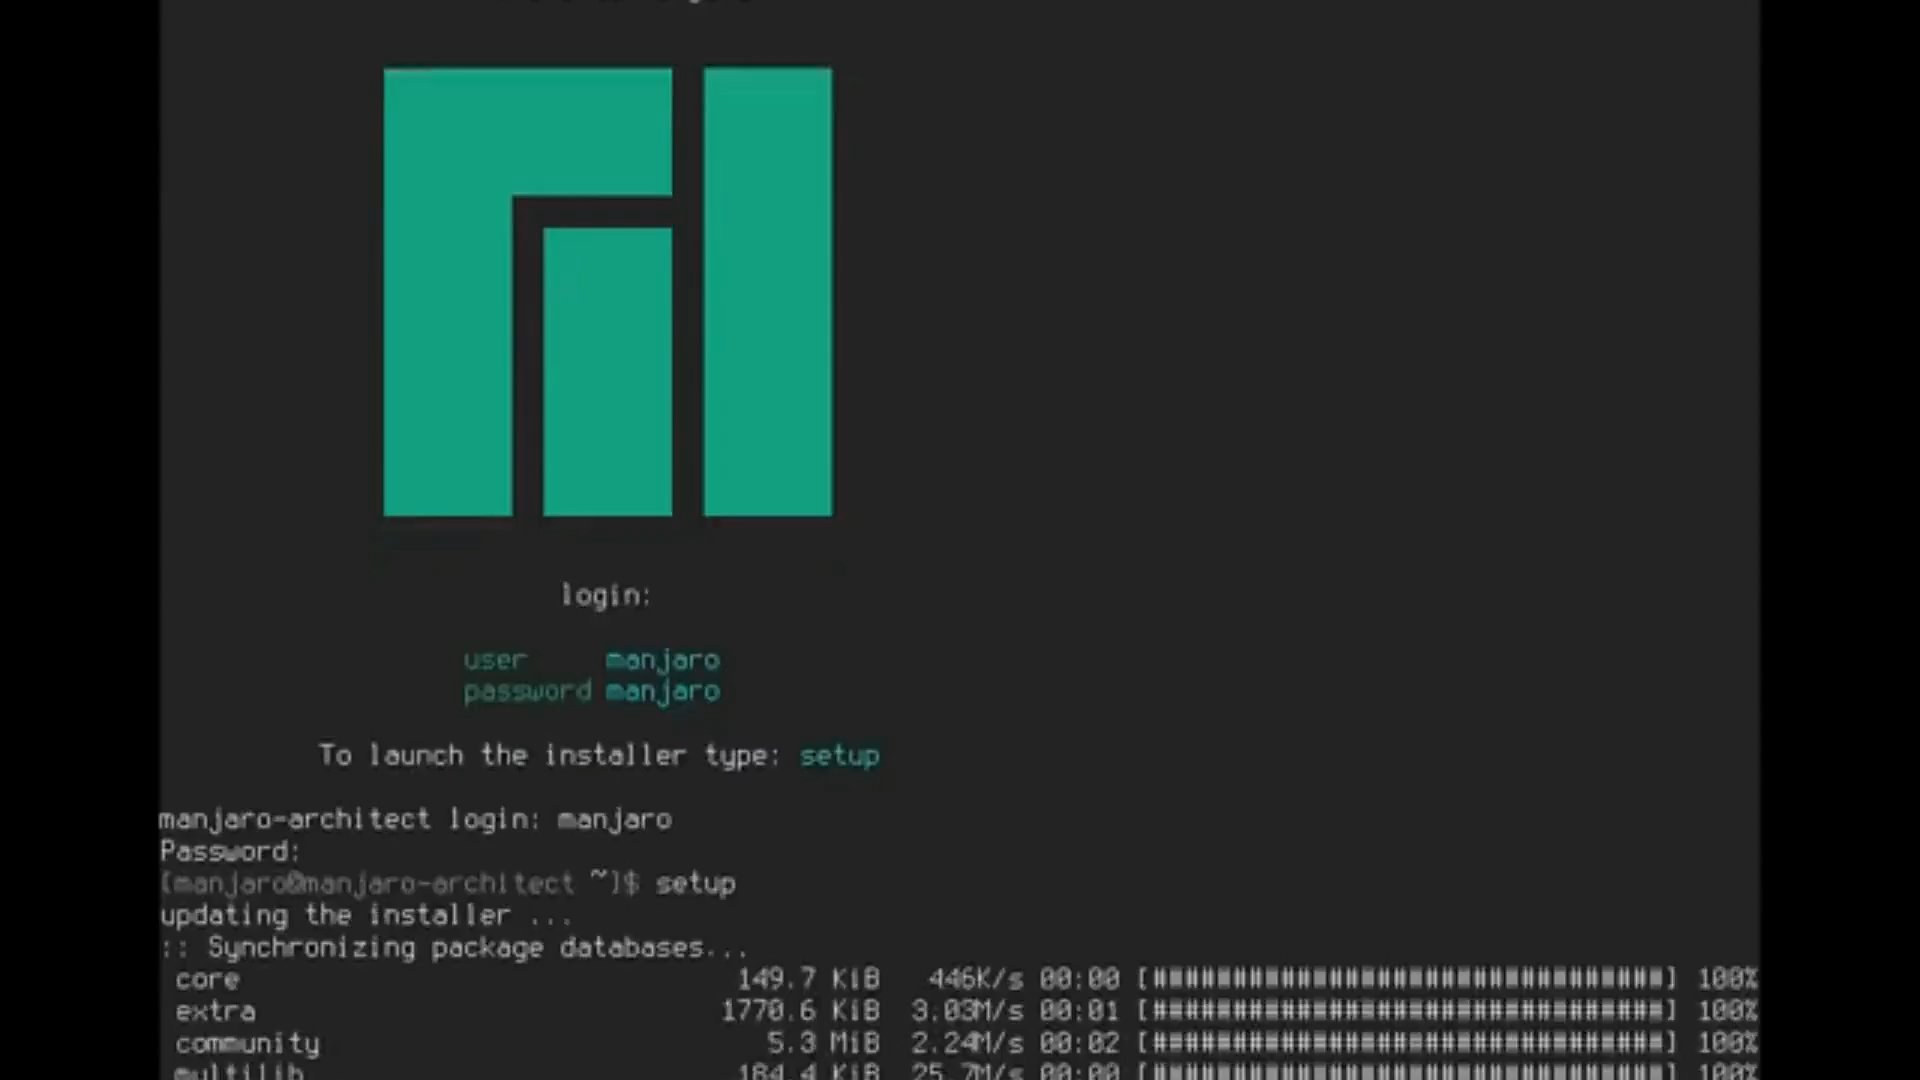 login:
user manjaro
password manjaro
To launch the installer type: setup
manjaro-architect login: manjaro
Password:
[manjaro@manjaro-architect ~]$ setup
updating the installer ...
:: Synchronizing package databases...
core 149.7 KiB 446K/s 00:00 [################################] 100%
extra 1770.6 KiB 3.03M/s 00:01 [################################] 100%
community 5.3 MiB 2.24M/s 00:02 [################################] 100%
multilib 184.4 KiB 25.7M/s 00:00 [################################] 100%